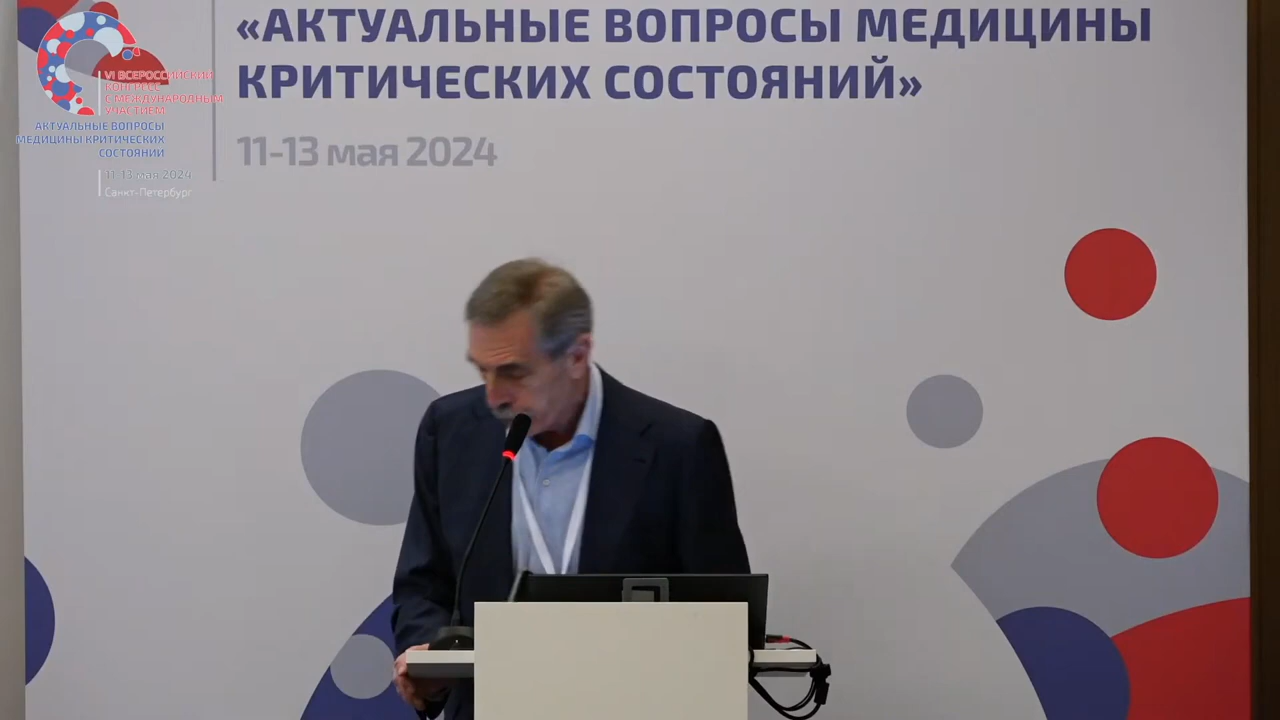 «АКТУАЛЬНЫЕ ВОПРОСЫ МЕДИЦИНЫ
КРИТИЧЕСКИХ СОСТОЯНИЙ»
11-13 мая 2024
VI ВСЕРОССИЙСКИЙ
КОНГРЕСС
С МЕЖДУНАРОДНЫМ
УЧАСТИЕМ
АКТУАЛЬНЫЕ ВОПРОСЫ
МЕДИЦИНЫ КРИТИЧЕСКИХ
СОСТОЯНИЙ
11-13 мая 2024
Санкт-Петербург